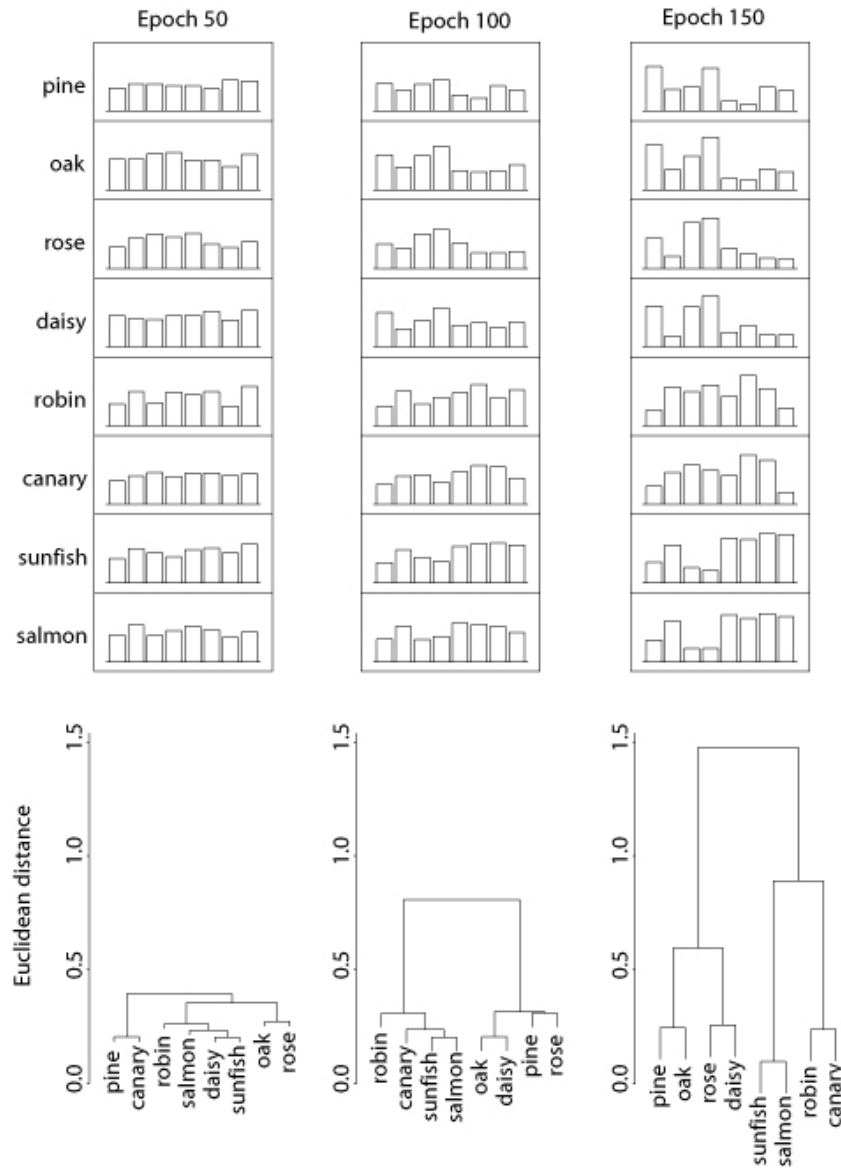 Epoch 50 Epoch 100 Epoch 150
pine
oak
rose
daisy
robin
canary
sunfish
salmon
Euclidean distance
1.5 1.5 1.5
1.0 1.0 1.0
0.5 0.5 0.5
0.0 0.0 0.0
pine canary robin salmon daisy sunfish oak rose
robin canary sunfish salmon oak daisy pine rose
pine oak rose daisy sunfish salmon robin canary